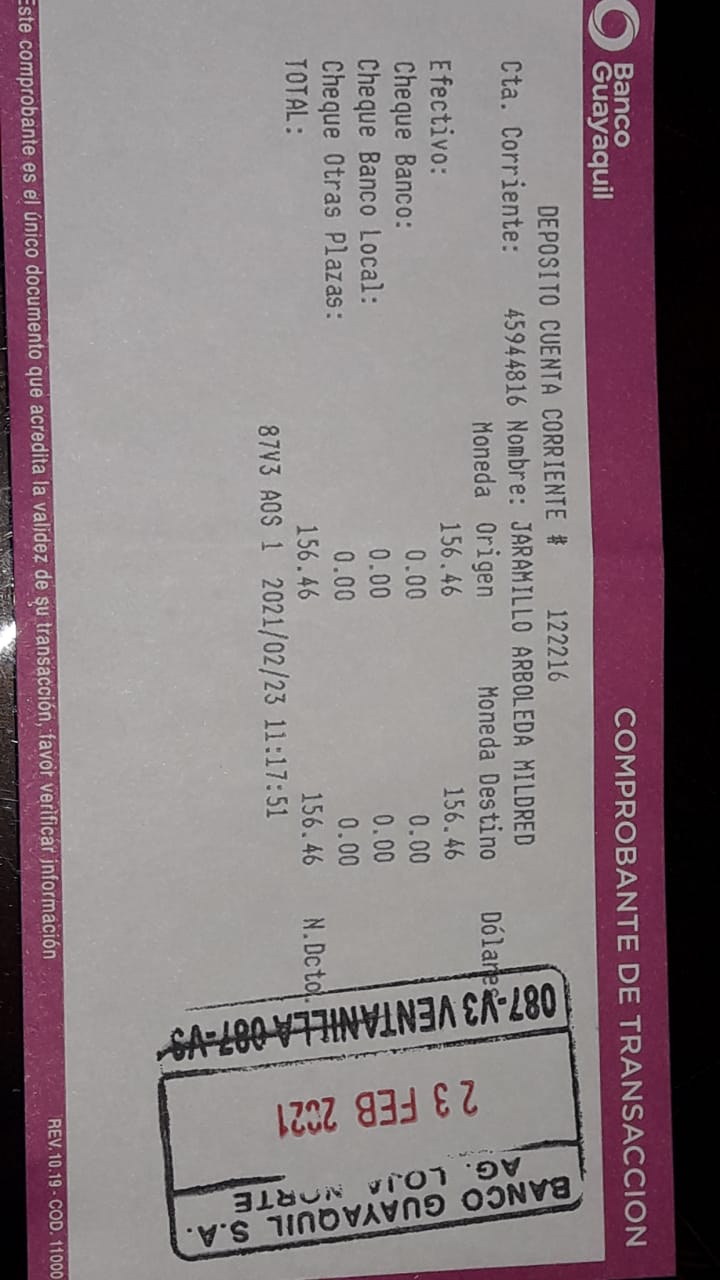 Banco
Guayaquil
COMPROBANTE DE TRANSACCION
DEPOSITO CUENTA CORRIENTE # 122216
Cta. Corriente: 45944816 Nombre: JARAMILLO ARBOLEDA MILDRED
Moneda Origen Moneda Destino Dólares
Efectivo: 156.46 156.46
Cheque Banco: 0.00 0.00
Cheque Banco Local: 0.00 0.00
Cheque Otras Plazas: 0.00 0.00
TOTAL: 156.46 156.46 N.Dcto.
87V3 AOS 1 2021/02/23 11:17:51
BANCO GUAYAQUIL S.A.
AG. LOJA NORTE
23 FEB 2021
087-V3 VENTANILLA 087-V3
Este comprobante es el único documento que acredita la validez de su transacción, favor verificar información
REV.10.19 - COD. 11000